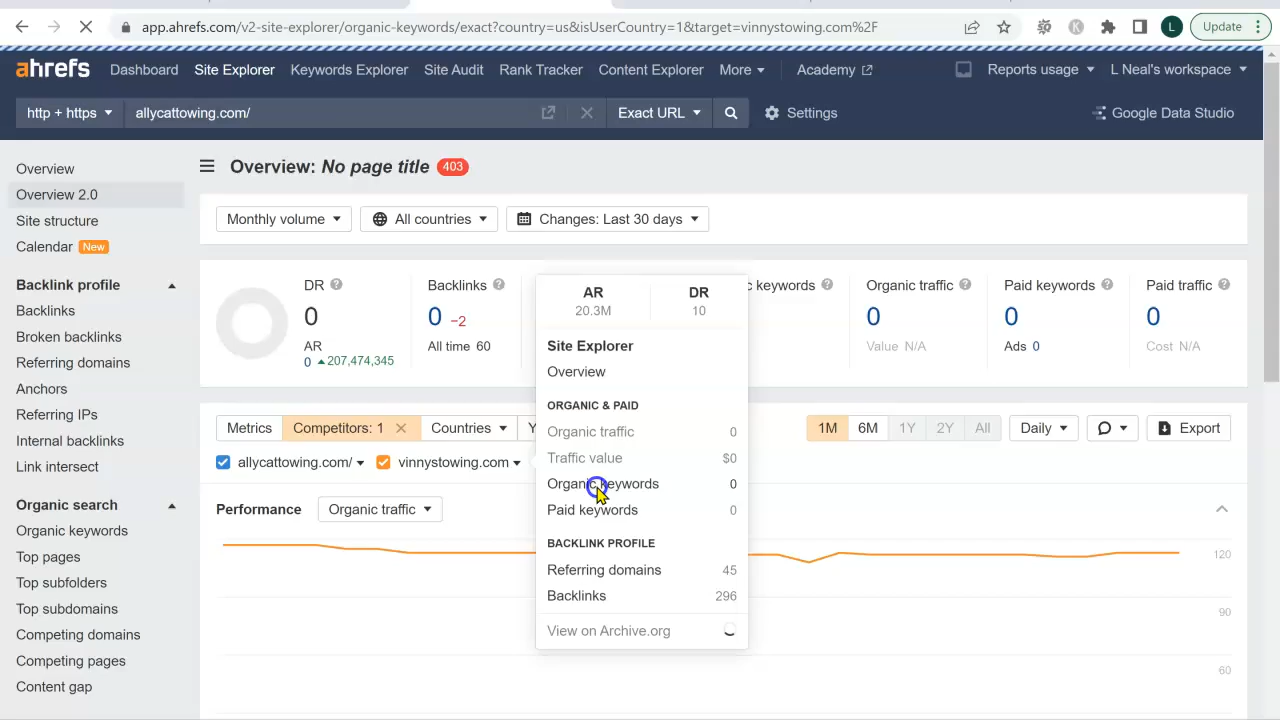 app.ahrefs.com/v2-site-explorer/organic-keywords/exact?country=us&isUserCountry=1&target=vinnystowing.com%2F
L
Update
ahrefs Dashboard Site Explorer Keywords Explorer Site Audit Rank Tracker Content Explorer More Academy Reports usage L Neal's workspace
http + https allycattowing.com/ Exact URL Settings Google Data Studio
Overview
Overview 2.0
Site structure
Calendar New
Backlink profile
Backlinks
Broken backlinks
Referring domains
Anchors
Referring IPs
Internal backlinks
Link intersect
Organic search
Organic keywords
Top pages
Top subfolders
Top subdomains
Competing domains
Competing pages
Content gap
Overview: No page title 403
Monthly volume All countries Changes: Last 30 days
DR ?
0
AR
0 207,474,345
Backlinks ?
0 −2
All time 60
c keywords ?
Organic traffic ?
0
Value N/A
Paid keywords ?
0
Ads 0
Paid traffic ?
0
Cost N/A
AR DR
20.3M 10
Site Explorer
Overview
ORGANIC & PAID
Organic traffic 0
Traffic value $0
Organic keywords 0
Paid keywords 0
BACKLINK PROFILE
Referring domains 45
Backlinks 296
View on Archive.org
Metrics Competitors: 1 Countries Y 1M 6M 1Y 2Y All Daily Export
allycattowing.com/ vinnystowing.com
Performance Organic traffic
120
90
60